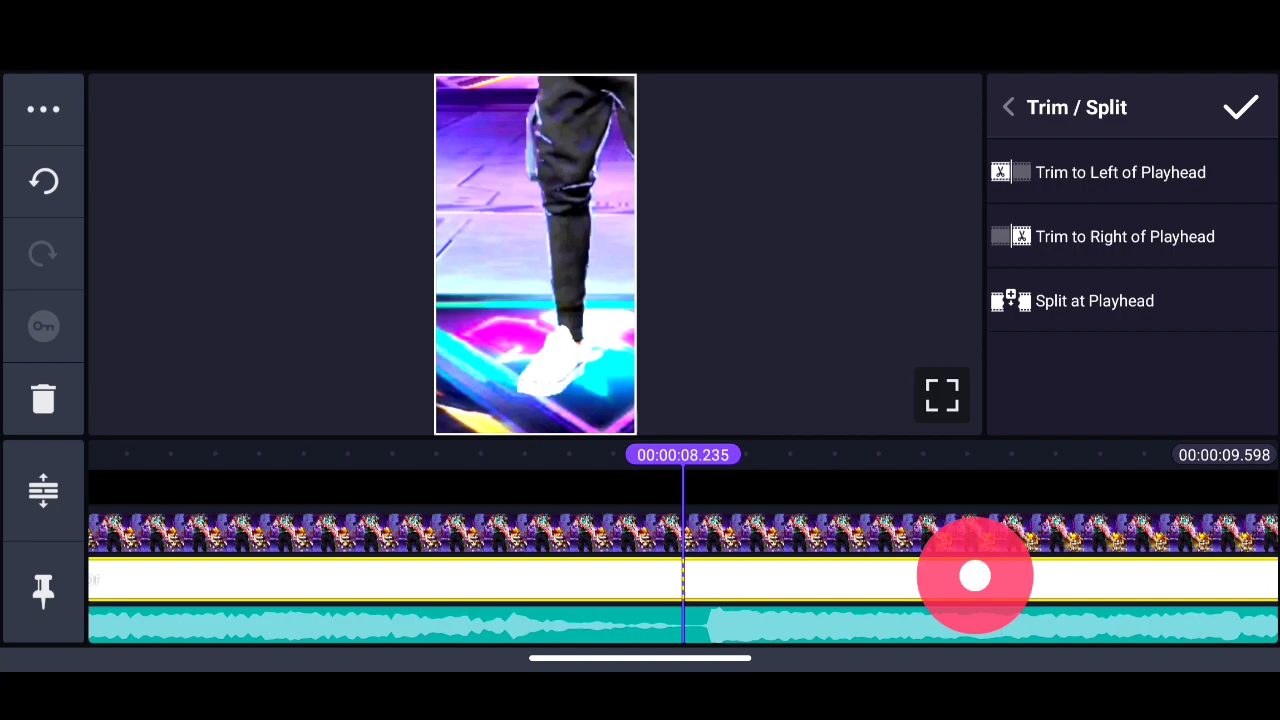 Trim / Split
Trim to Left of Playhead
Trim to Right of Playhead
Split at Playhead
00:00:08.235
00:00:09.598